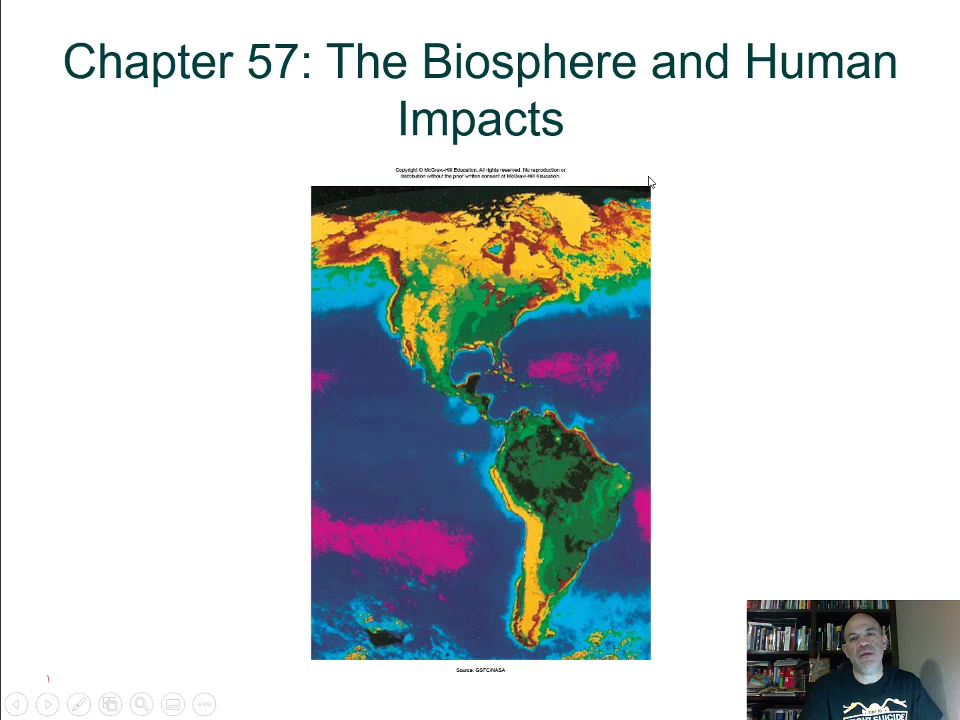 Chapter 57: The Biosphere and Human
Impacts
Copyright © McGraw-Hill Education. All rights reserved. No reproduction or
distribution without the prior written consent of McGraw-Hill Education.
Source: GSFC/NASA
SUICIDE